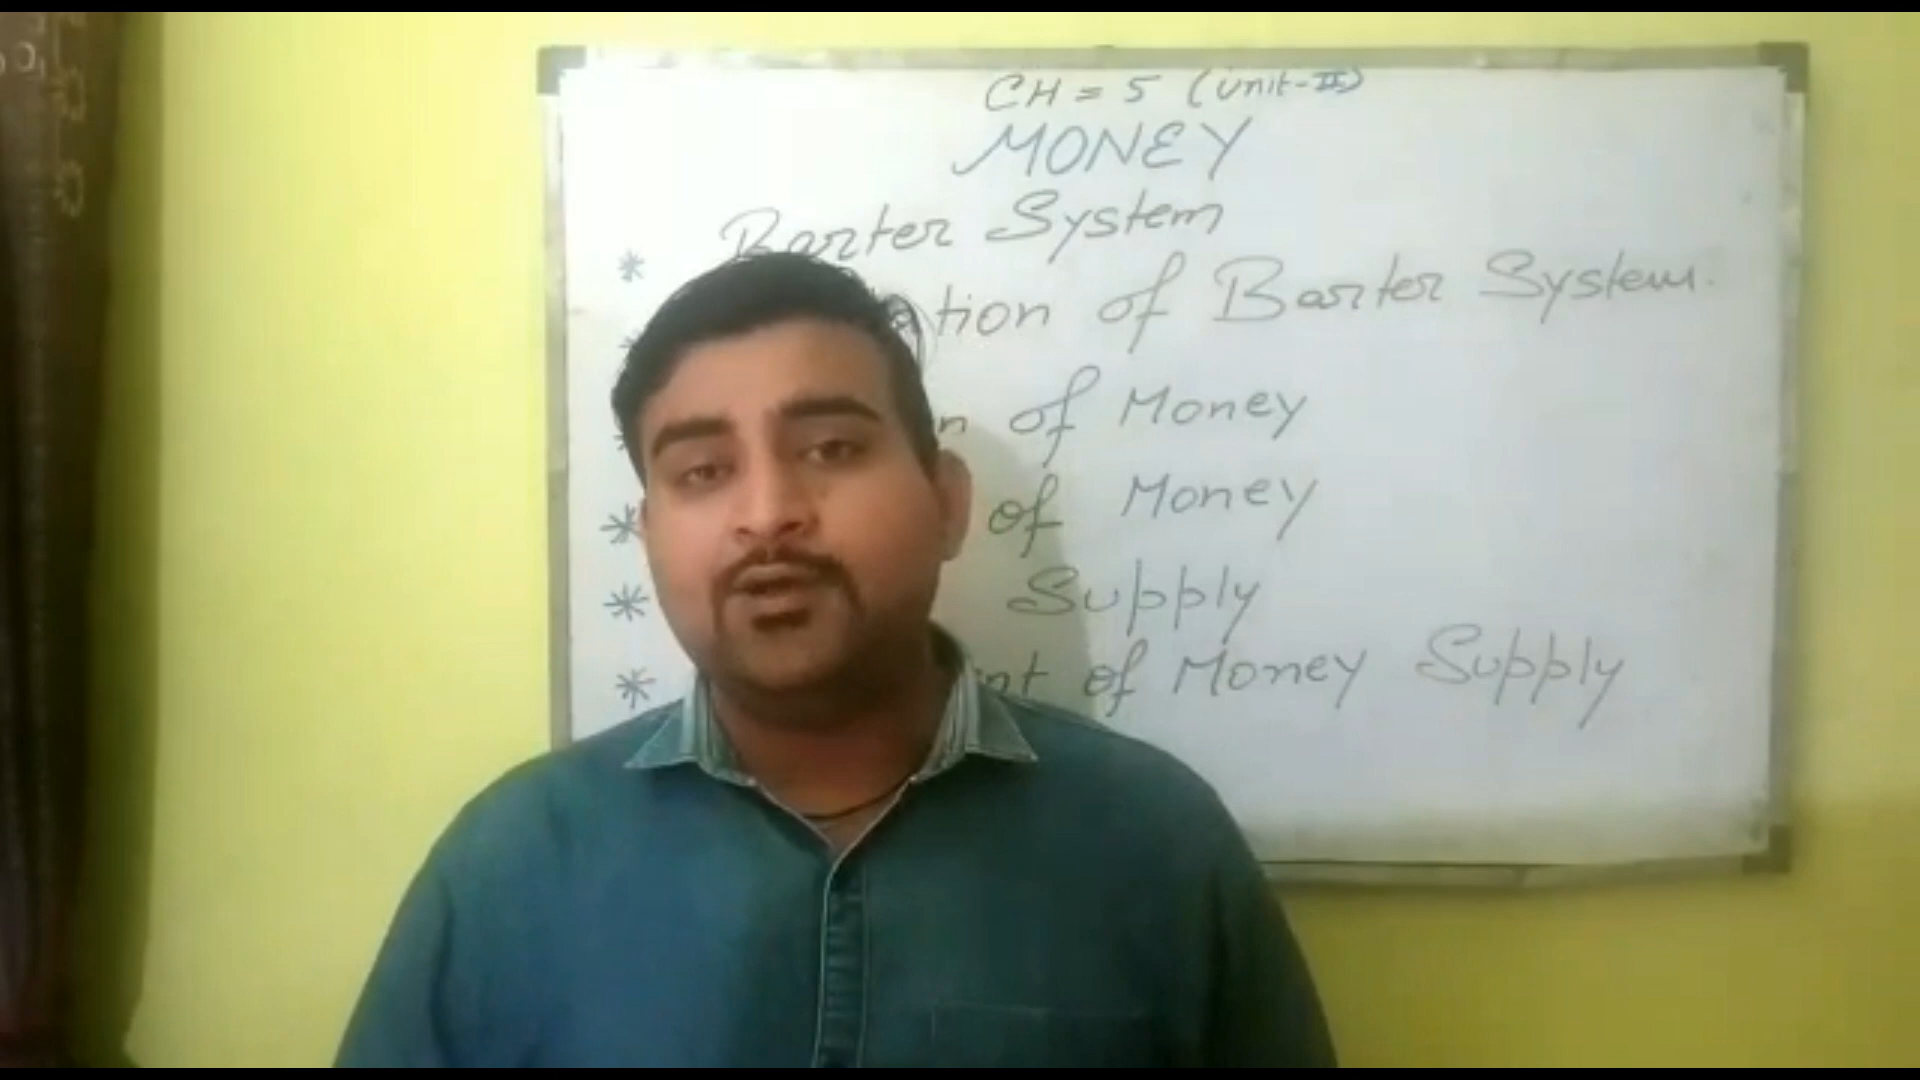 CH = 5 (Unit-II)
MONEY
* Barter System
* ation of Barter System.
* n of Money
* of Money
* Supply
* nt of Money Supply